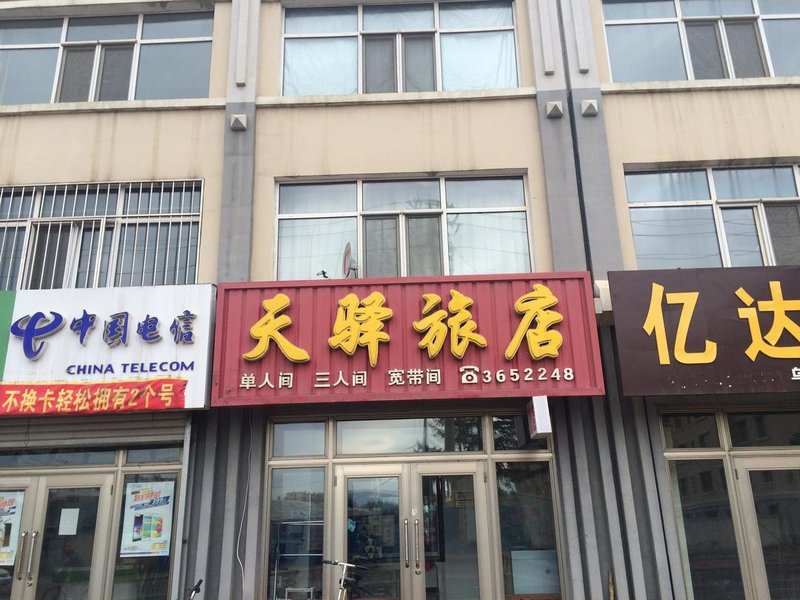 中国电信
CHINA TELECOM
不换卡轻松拥有2个号
天驿旅店
单人间 三人间 宽带间 ☎3652248
亿达